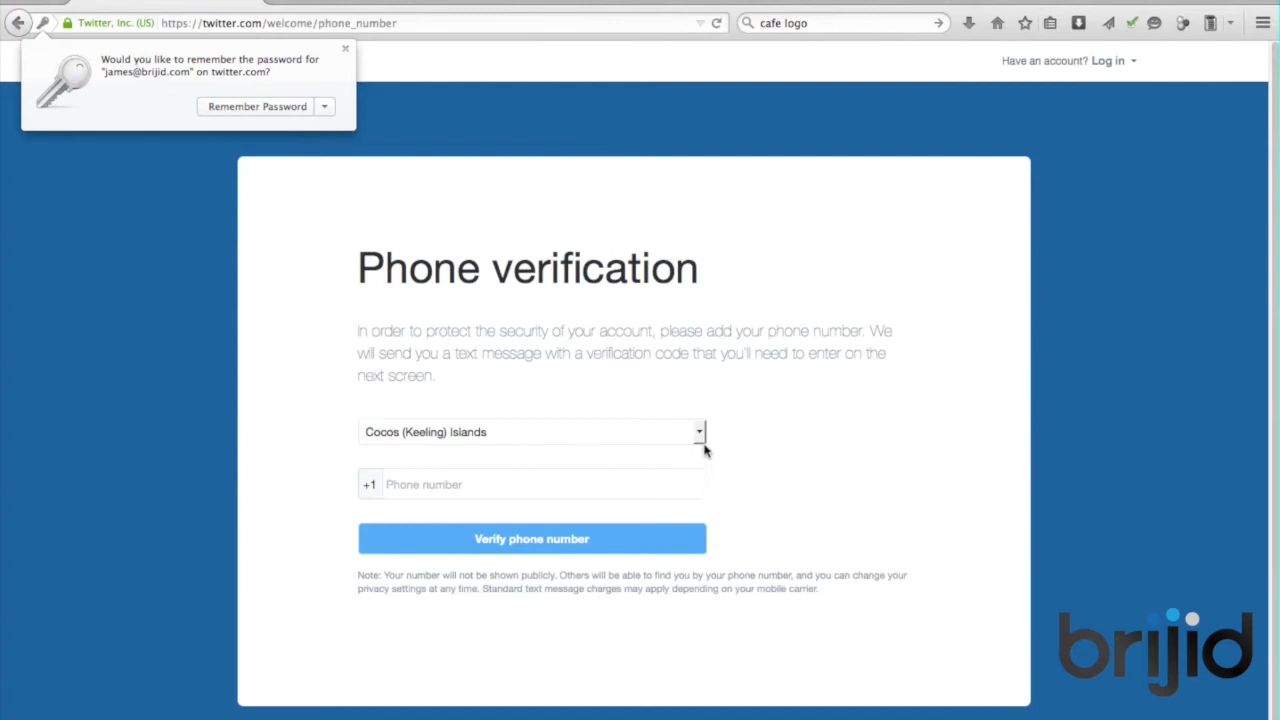 Twitter, Inc. (US)
https://twitter.com/welcome/phone_number
cafe logo
Would you like to remember the password for
"james@brijid.com" on twitter.com?
Remember Password
Have an account? Log in
Phone verification
In order to protect the security of your account, please add your phone number. We
will send you a text message with a verification code that you'll need to enter on the
next screen.
Cocos (Keeling) Islands
+1 Phone number
Verify phone number
Note: Your number will not be shown publicly. Others will be able to find you by your phone number, and you can change your
privacy settings at any time. Standard text message charges may apply depending on your mobile carrier.
brijid